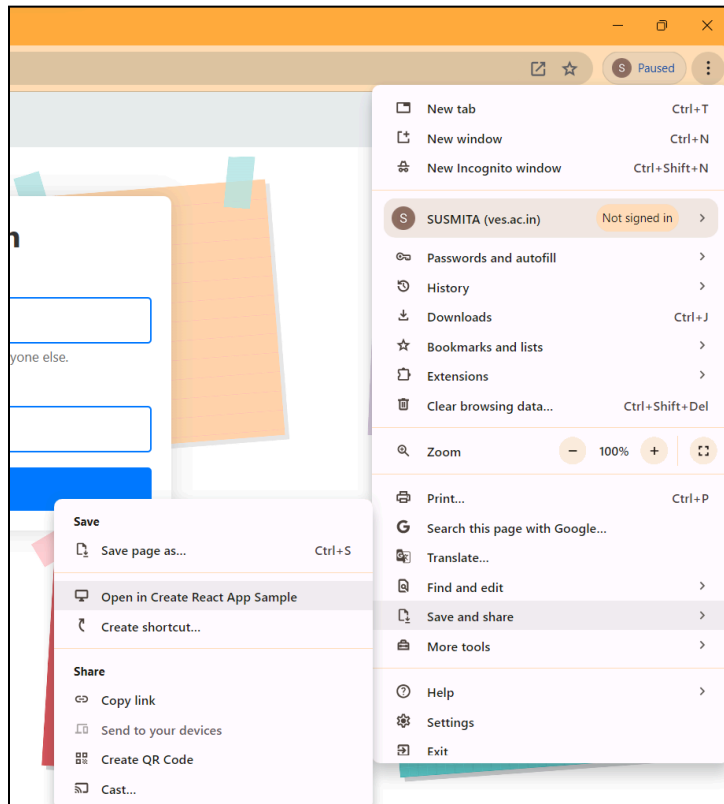 S Paused
New tab Ctrl+T
New window Ctrl+N
New Incognito window Ctrl+Shift+N
S SUSMITA (ves.ac.in) Not signed in
Passwords and autofill
History
Downloads Ctrl+J
Bookmarks and lists
Extensions
Clear browsing data... Ctrl+Shift+Del
Zoom − 100% +
Print... Ctrl+P
G Search this page with Google...
Translate...
Find and edit
Save and share
More tools
Help
Settings
Exit
n
yone else.
Save
Save page as... Ctrl+S
Open in Create React App Sample
Create shortcut...
Share
Copy link
Send to your devices
Create QR Code
Cast...